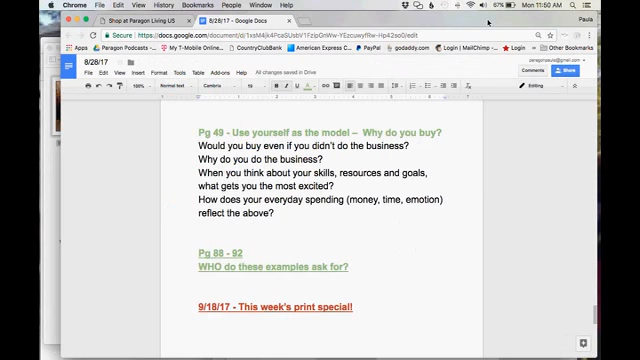 Chrome File Edit View History Bookmarks People Window Help
67% Mon 11:50 AM
Shop at Paragon Living US
8/28/17 - Google Docs
Paula
Secure
Apps
Paragon Podcasts
My T-Mobile Online
CountryClubBank
American Express
godaddy.com
Login | MailChimp
Other Bookmarks
8/28/17
File Edit View Insert Format Tools Table Add-ons Help
All changes saved in Drive
Comments
Share
100%
Normal text
Cambria
Editing
Pg 49 - Use yourself as the model – Why do you buy?
Would you buy even if you didn't do the business?
Why do you do the business?
When you think about your skills, resources and goals,
what gets you the most excited?
How does your everyday spending (money, time, emotion)
reflect the above?
Pg 88 - 92
WHO do these examples ask for?
9/18/17 - This week's print special!